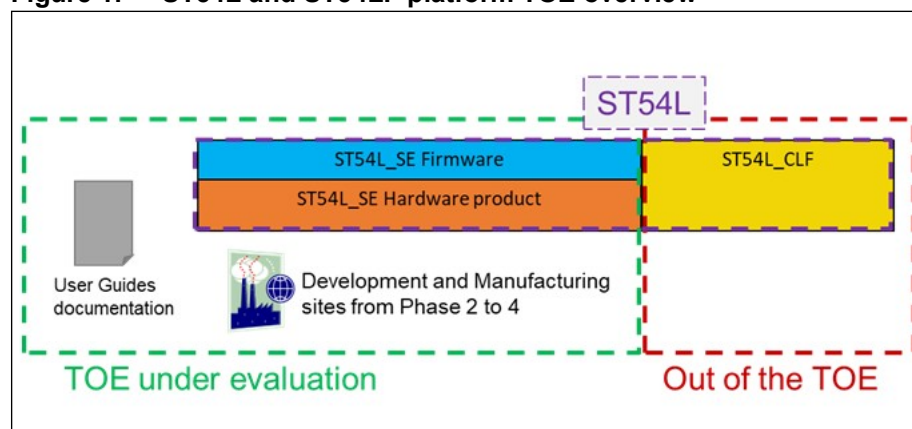 ST54L
ST54L_SE Firmware
ST54L_CLF
ST54L_SE Hardware product
User Guides
documentation
Development and Manufacturing
sites from Phase 2 to 4
TOE under evaluation
Out of the TOE